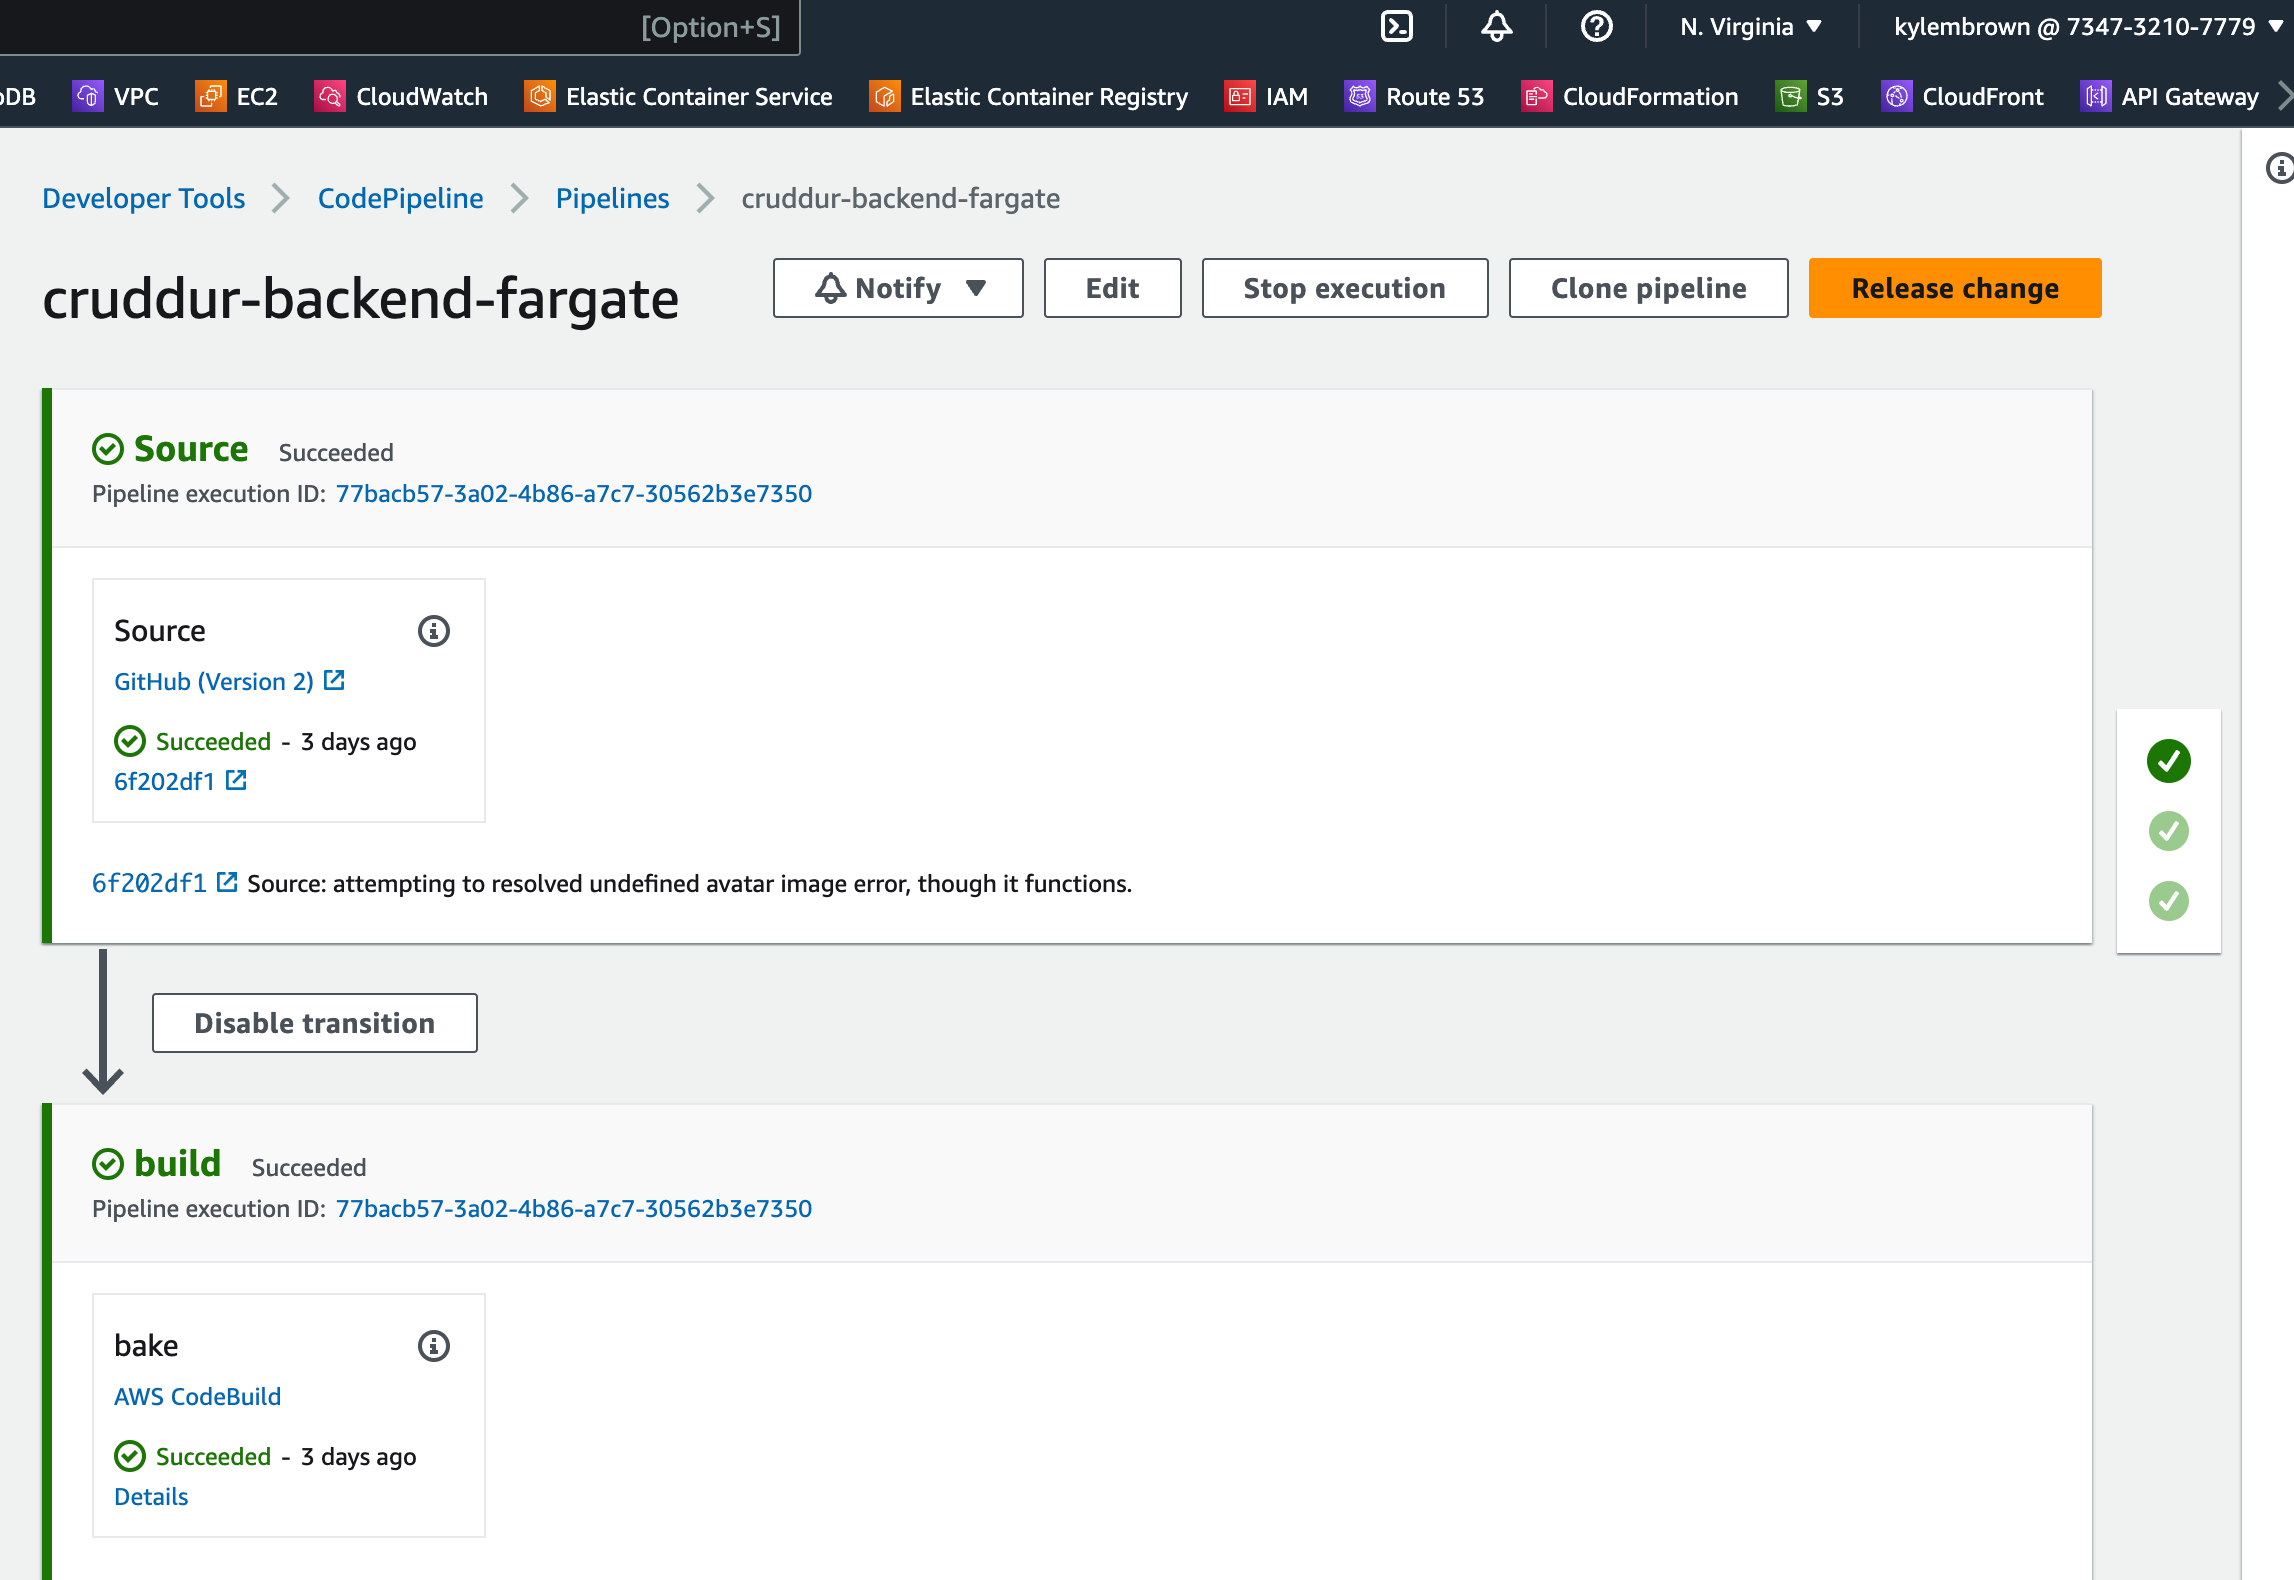 [Option+S]
N. Virginia
kylembrown @ 7347-3210-7779
VPC
EC2
CloudWatch
Elastic Container Service
Elastic Container Registry
IAM
Route 53
CloudFormation
S3
CloudFront
API Gateway
Developer Tools
CodePipeline
Pipelines
cruddur-backend-fargate
cruddur-backend-fargate
Notify
Edit
Stop execution
Clone pipeline
Release change
Source Succeeded
Pipeline execution ID: 77bacb57-3a02-4b86-a7c7-30562b3e7350
Source
GitHub (Version 2)
Succeeded - 3 days ago
6f202df1
6f202df1 Source: attempting to resolved undefined avatar image error, though it functions.
Disable transition
build Succeeded
Pipeline execution ID: 77bacb57-3a02-4b86-a7c7-30562b3e7350
bake
AWS CodeBuild
Succeeded - 3 days ago
Details